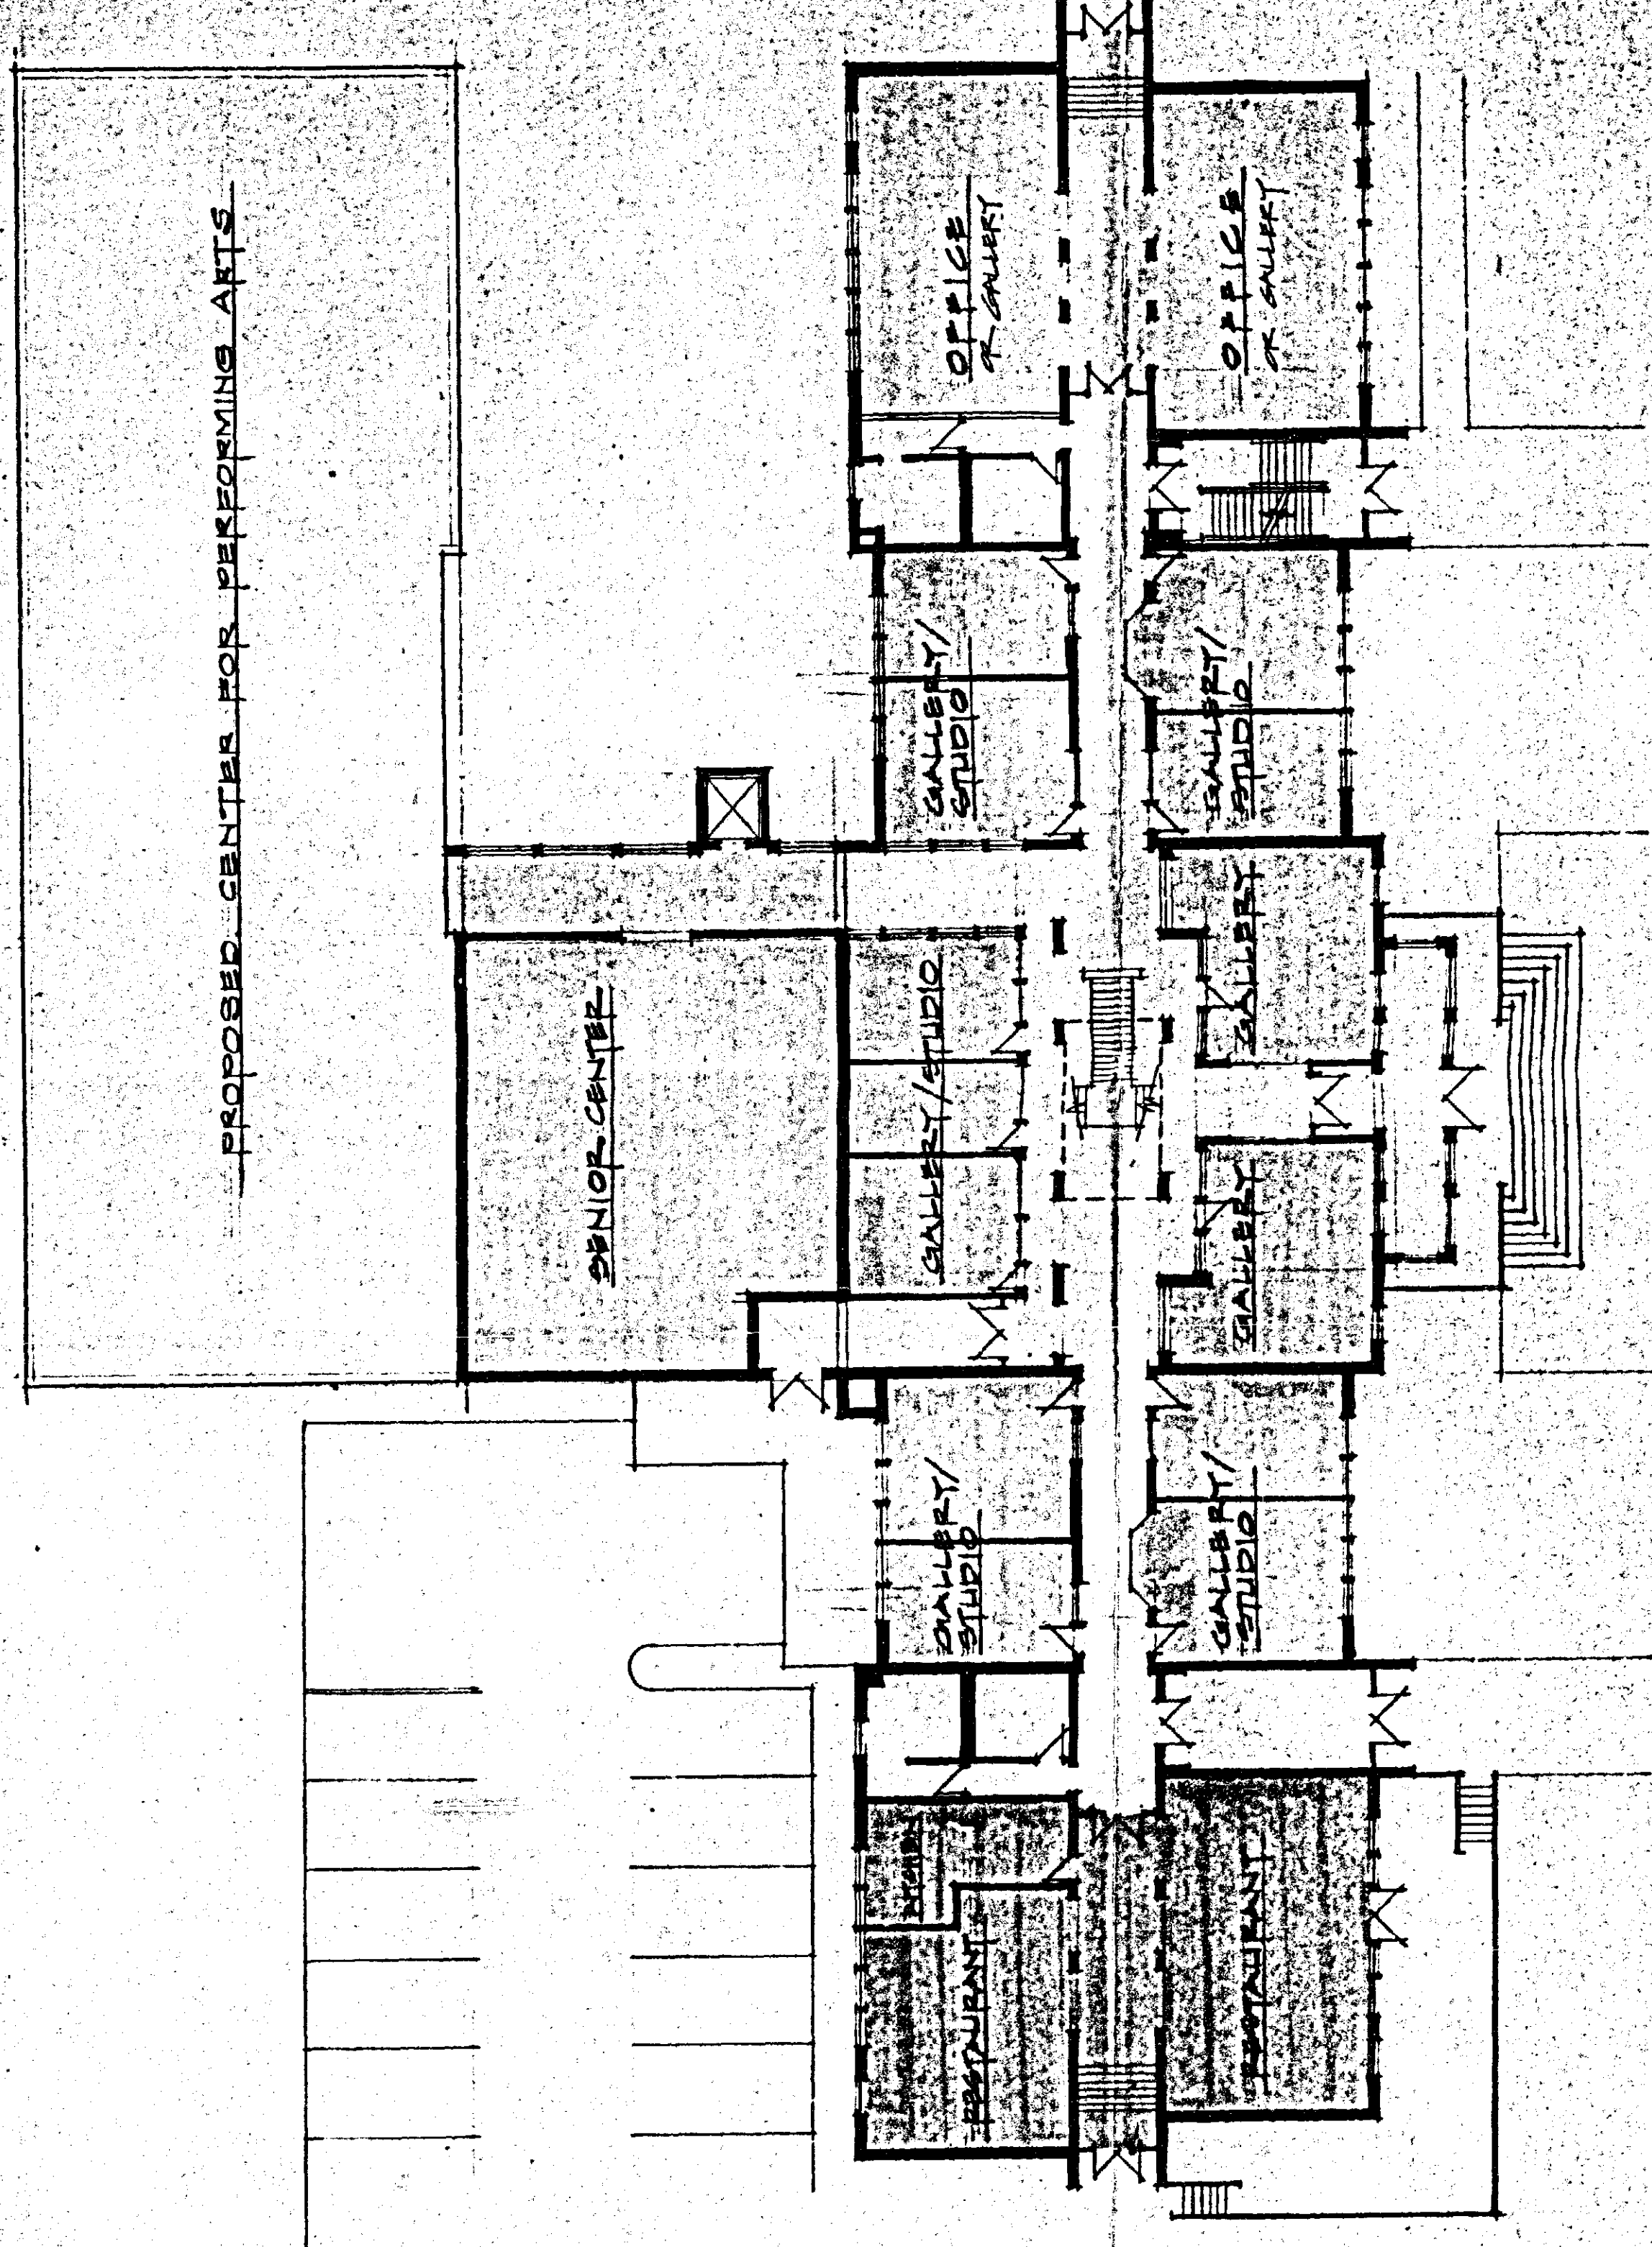 PROPOSED CENTER FOR PERFORMING ARTS
SENIOR CENTER
OFFICE
OR GALLERY
OFFICE
OR GALLERY
GALLERY/
STUDIO
GALLERY/
STUDIO
GALLERY/STUDIO
GALLERY
GALLERY
GALLERY/
STUDIO
GALLERY/
STUDIO
KITCHEN
RESTAURANT
RESTAURANT